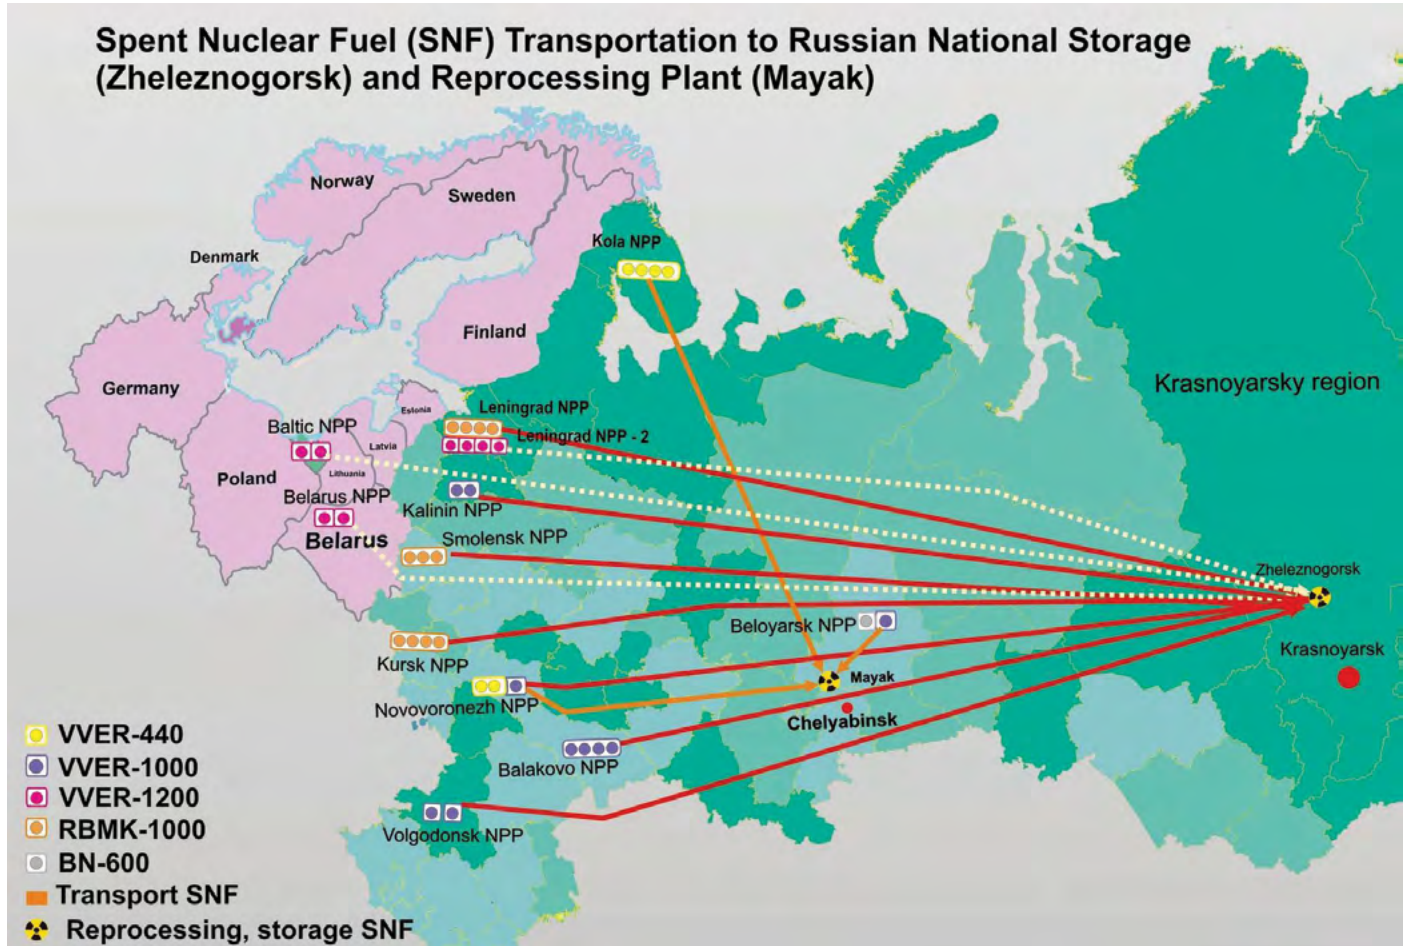 Spent Nuclear Fuel (SNF) Transportation to Russian National Storage
(Zheleznogorsk) and Reprocessing Plant (Mayak)
Norway
Sweden
Denmark
Kola NPP
Finland
Germany
Krasnoyarsky region
Estonia
Leningrad NPP
Baltic NPP
Leningrad NPP - 2
Latvia
Poland
Lithuania
Belarus NPP
Kalinin NPP
Belarus
Smolensk NPP
Zheleznogorsk
Beloyarsk NPP
Krasnoyarsk
Kursk NPP
Mayak
Novovoronezh NPP
Chelyabinsk
Balakovo NPP
Volgodonsk NPP
VVER-440
VVER-1000
VVER-1200
RBMK-1000
BN-600
Transport SNF
Reprocessing, storage SNF